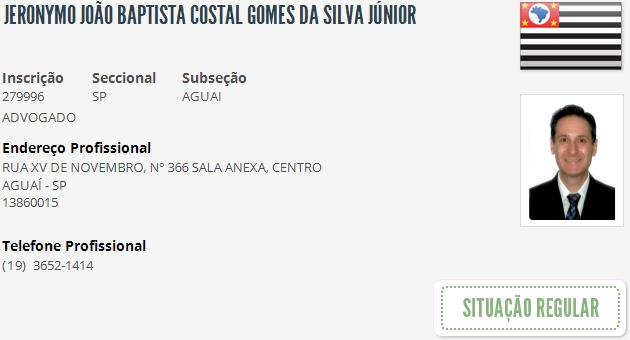 JERONYMO JOÃO BAPTISTA COSTAL GOMES DA SILVA JÚNIOR
Inscrição Seccional Subseção
279996 SP AGUAI
ADVOGADO
Endereço Profissional
RUA XV DE NOVEMBRO, Nº 366 SALA ANEXA, CENTRO
AGUAÍ - SP
13860015
Telefone Profissional
(19) 3652-1414
SITUAÇÃO REGULAR